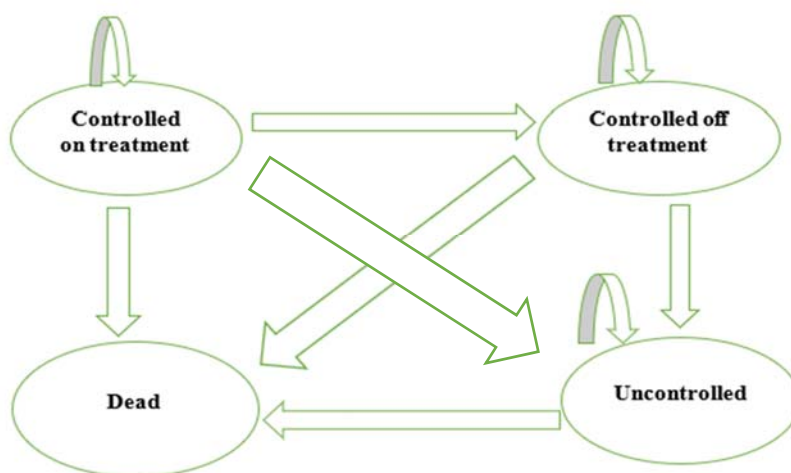 Controlled
on treatment
Controlled off
treatment
Dead
Uncontrolled